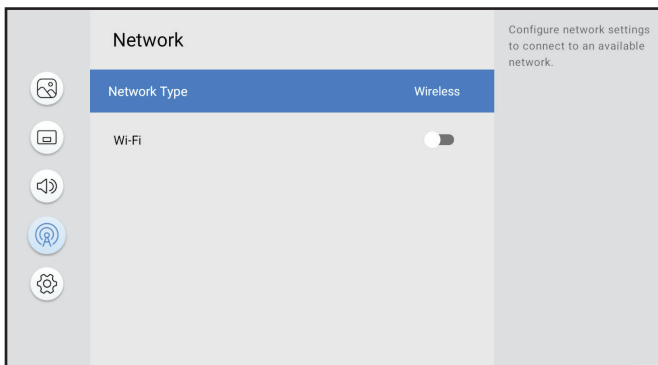 Network
Configure network settings
to connect to an available
network.
Network Type Wireless
Wi-Fi